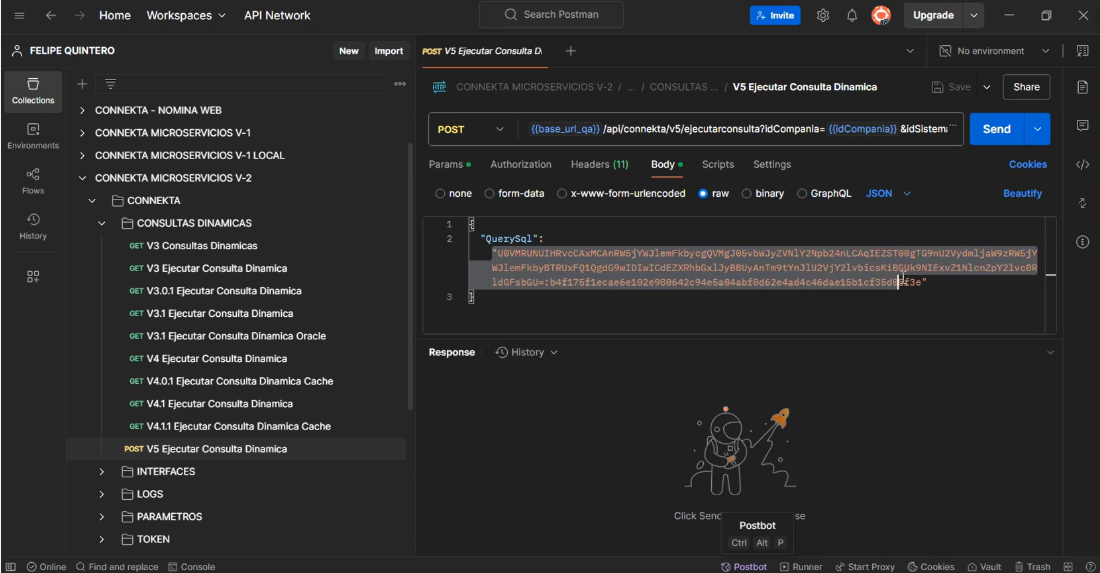 Home Workspaces API Network Search Postman Invite Upgrade
FELIPE QUINTERO New Import POST V5 Ejecutar Consulta Di No environment
Collections
Environments
Flows
History
CONNEKTA - NOMINA WEB
CONNEKTA MICROSERVICIOS V-1
CONNEKTA MICROSERVICIOS V-1 LOCAL
CONNEKTA MICROSERVICIOS V-2
CONNEKTA
CONSULTAS DINAMICAS
GET V3 Consultas Dinamicas
GET V3 Ejecutar Consulta Dinamica
GET V3.0.1 Ejecutar Consulta Dinamica
GET V3.1 Ejecutar Consulta Dinamica
GET V3.1 Ejecutar Consulta Dinamica Oracle
GET V4 Ejecutar Consulta Dinamica
GET V4.0.1 Ejecutar Consulta Dinamica Cache
GET V4.1 Ejecutar Consulta Dinamica
GET V4.1.1 Ejecutar Consulta Dinamica Cache
POST V5 Ejecutar Consulta Dinamica
INTERFACES
LOGS
PARAMETROS
TOKEN
HTTP CONNEKTA MICROSERVICIOS V-2 / ... / CONSULTAS ... / V5 Ejecutar Consulta Dinamica Save Share
POST {{base_url_qa}} /api/connekta/v5/ejecutarconsulta?idCompania= {{idCompania}} &idSistema Send
Params Authorization Headers (11) Body Scripts Settings Cookies
none form-data x-www-form-urlencoded raw binary GraphQL JSON Beautify
1 {
2 "QuerySql":
3 }
Response History
Click Send
Postbot
Ctrl Alt P
Online Find and replace Console Postbot Runner Start Proxy Cookies Vault Trash